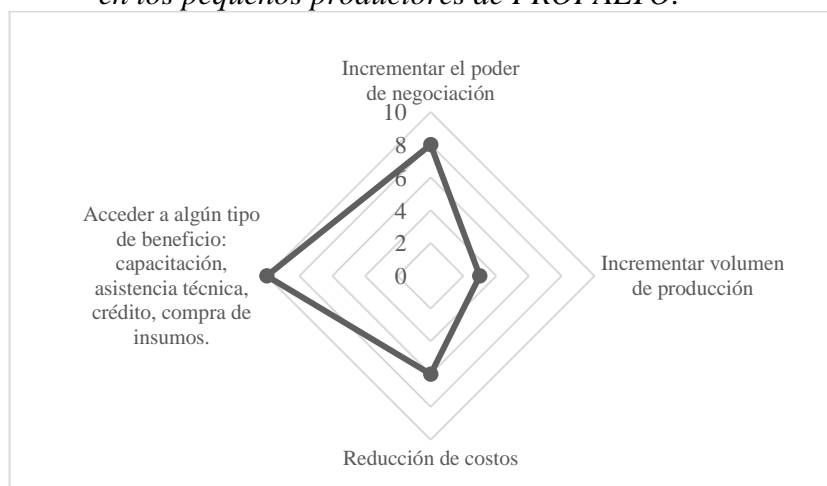 en los pequeños productores de PROPALTO.
Incrementar el poder
de negociación
10
8
6
4
2
0
Acceder a algún tipo
de beneficio:
capacitación,
asistencia técnica,
crédito, compra de
insumos.
Incrementar volumen
de producción
Reducción de costos